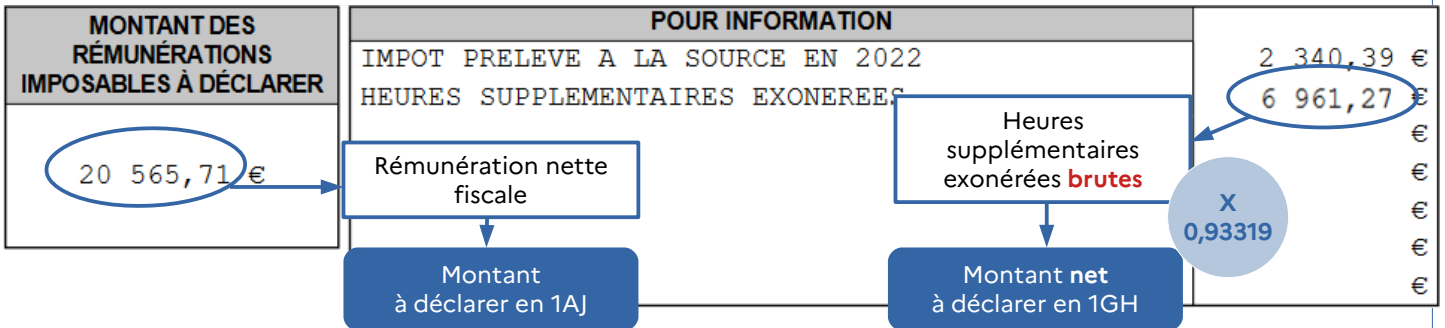 MONTANT DES
RÉMUNÉRATIONS
IMPOSABLES À DÉCLARER
20 565,71 €
POUR INFORMATION
IMPOT PRELEVE A LA SOURCE EN 2022
2 340,39 €
HEURES SUPPLEMENTAIRES EXONEREES
6 961,27 €
€
€
€
€
€
Rémunération nette
fiscale
Montant
à déclarer en 1AJ
Heures
supplémentaires
exonérées brutes
X
0,93319
Montant net
à déclarer en 1GH